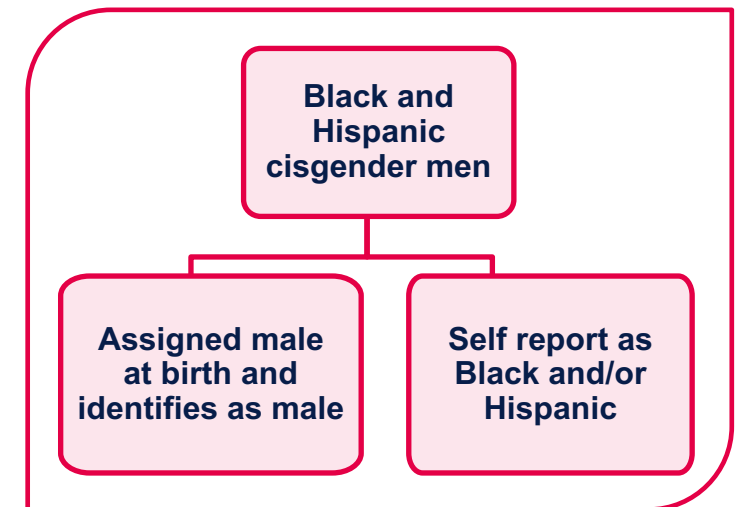 Black and
Hispanic
cisgender men
Assigned male
at birth and
identifies as male
Self report as
Black and/or
Hispanic